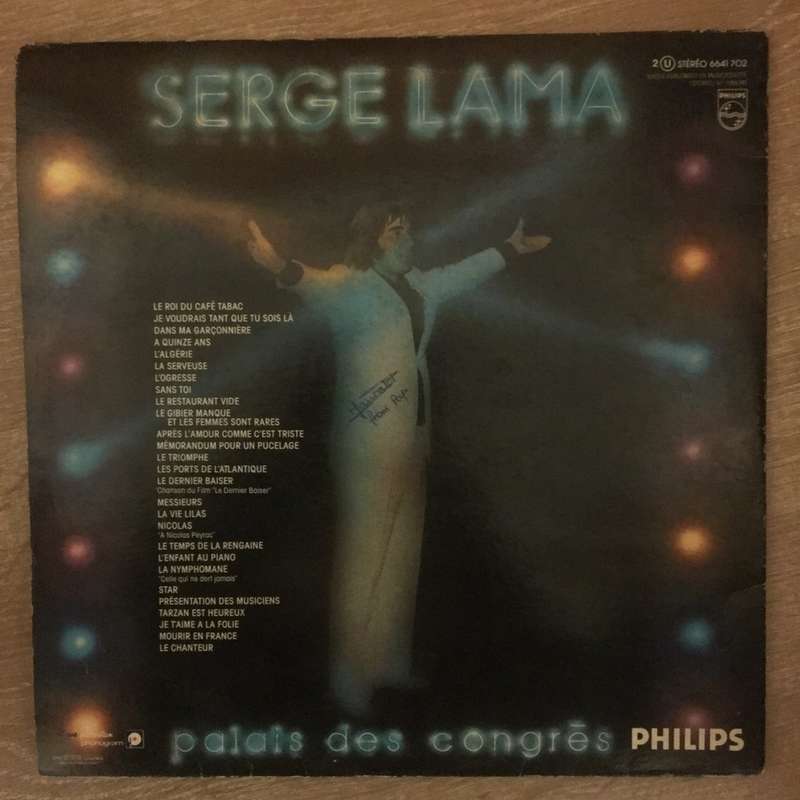 2 U STÉRÉO 6641 702
PHILIPS
SERGE LAMA
LE ROI DU CAFÉ TABAC
JE VOUDRAIS TANT QUE TU SOIS LÀ
DANS MA GARÇONNIÈRE
A QUINZE ANS
L'ALGÉRIE
LA SERVEUSE
L'OGRESSE
SANS TOI
LE RESTAURANT VIDE
LE GIBIER MANQUE
ET LES FEMMES SONT RARES
APRÈS L'AMOUR COMME C'EST TRISTE
MÉMORANDUM POUR UN PUCELAGE
LE TRIOMPHE
LES PORTS DE L'ATLANTIQUE
LE DERNIER BAISER
"Chanson du Film "Le Dernier Baiser"
MESSIEURS
LA VIE LILAS
NICOLAS
"A Nicolas Peyrac"
LE TEMPS DE LA RENGAINE
L'ENFANT AU PIANO
LA NYMPHOMANE
"Celle qui ne dort jamais"
STAR
PRÉSENTATION DES MUSICIENS
TARZAN EST HEUREUX
JE T'AIME A LA FOLIE
MOURIR EN FRANCE
LE CHANTEUR
from
phonogram
palais des congrès
PHILIPS